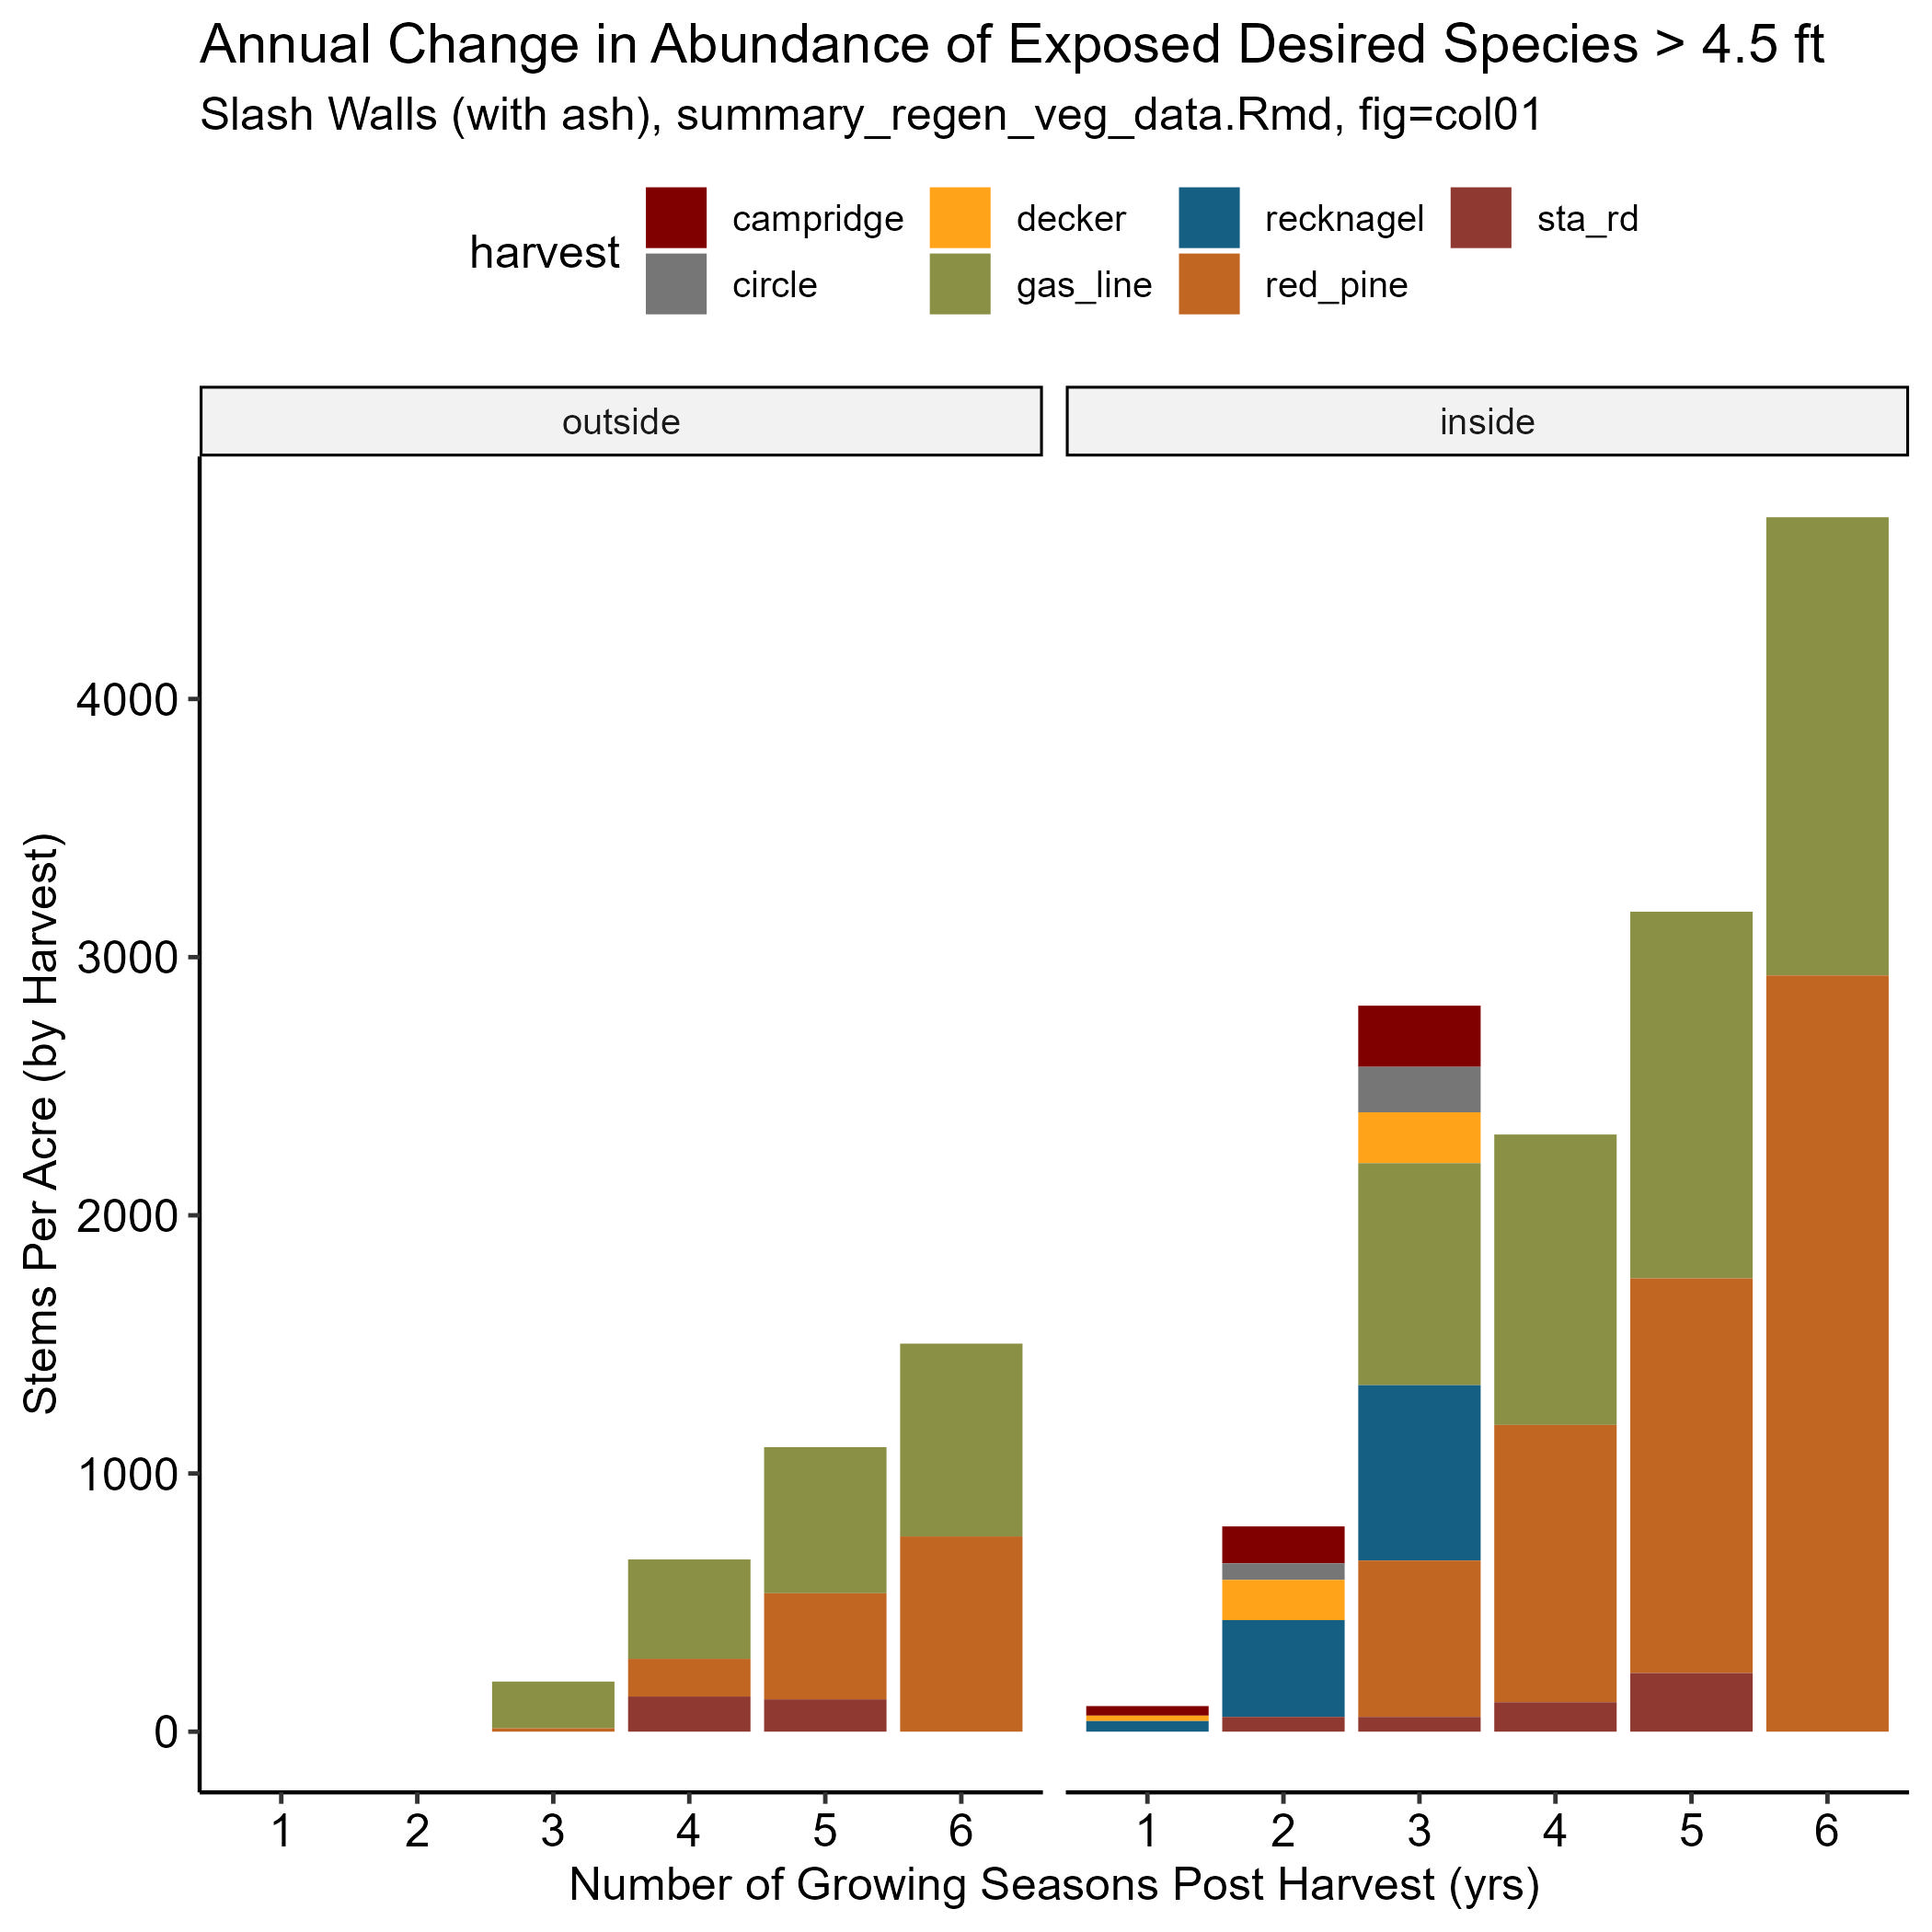 Annual Change in Abundance of Exposed Desired Species > 4.5 ft
Slash Walls (with ash), summary_regen_veg_data.Rmd, fig=col01
harvest
campridge decker recknagel sta_rd
circle gas_line red_pine
outside inside
Stems Per Acre (by Harvest)
4000
3000
2000
1000
0
1 2 3 4 5 6 1 2 3 4 5 6
Number of Growing Seasons Post Harvest (yrs)